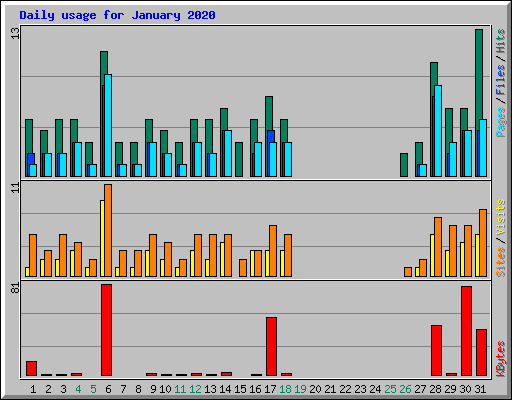 Daily usage for January 2020
13
Pages/Files/Hits
11
Sites/Visits
81
KBytes
1 2 3 4 5 6 7 8 9 10 11 12 13 14 15 16 17 18 19 20 21 22 23 24 25 26 27 28 29 30 31